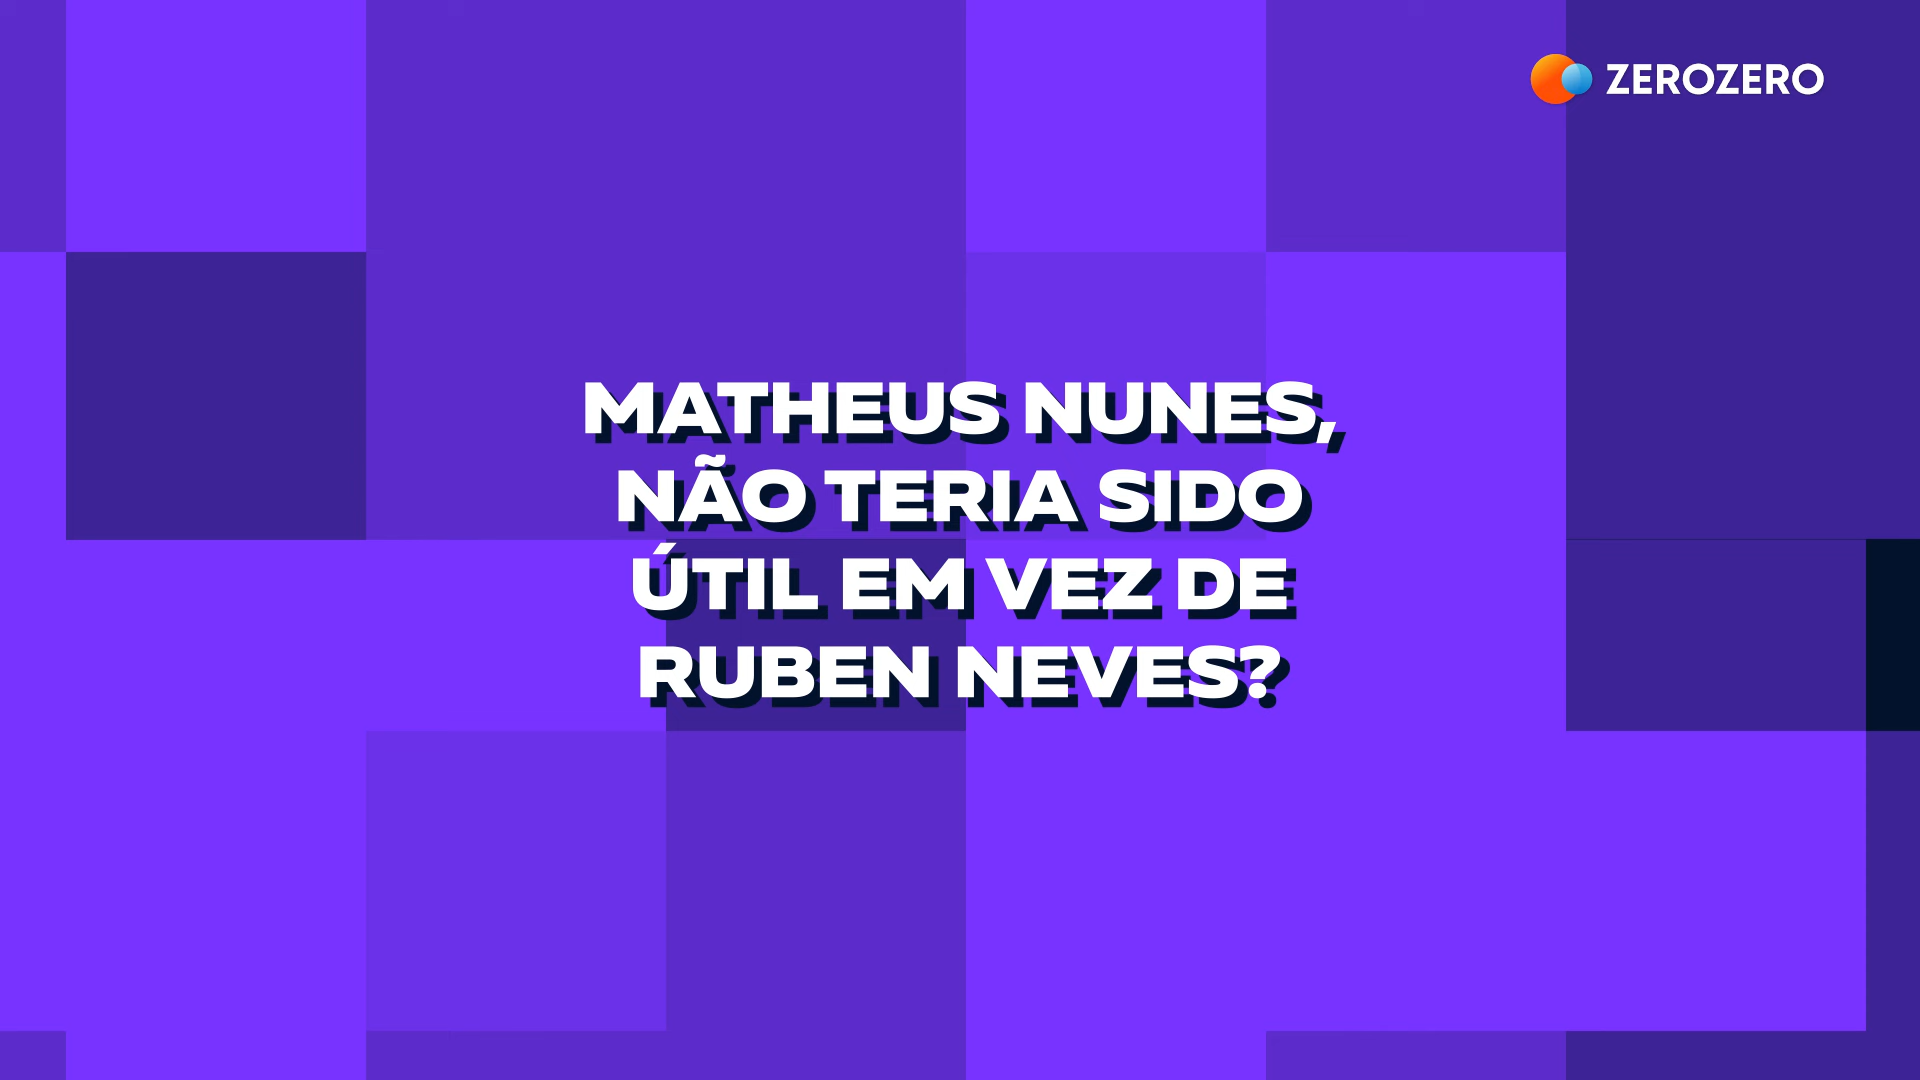 ZEROZERO
MATHEUS NUNES,
NÃO TERIA SIDO
ÚTIL EM VEZ DE
RUBEN NEVES?